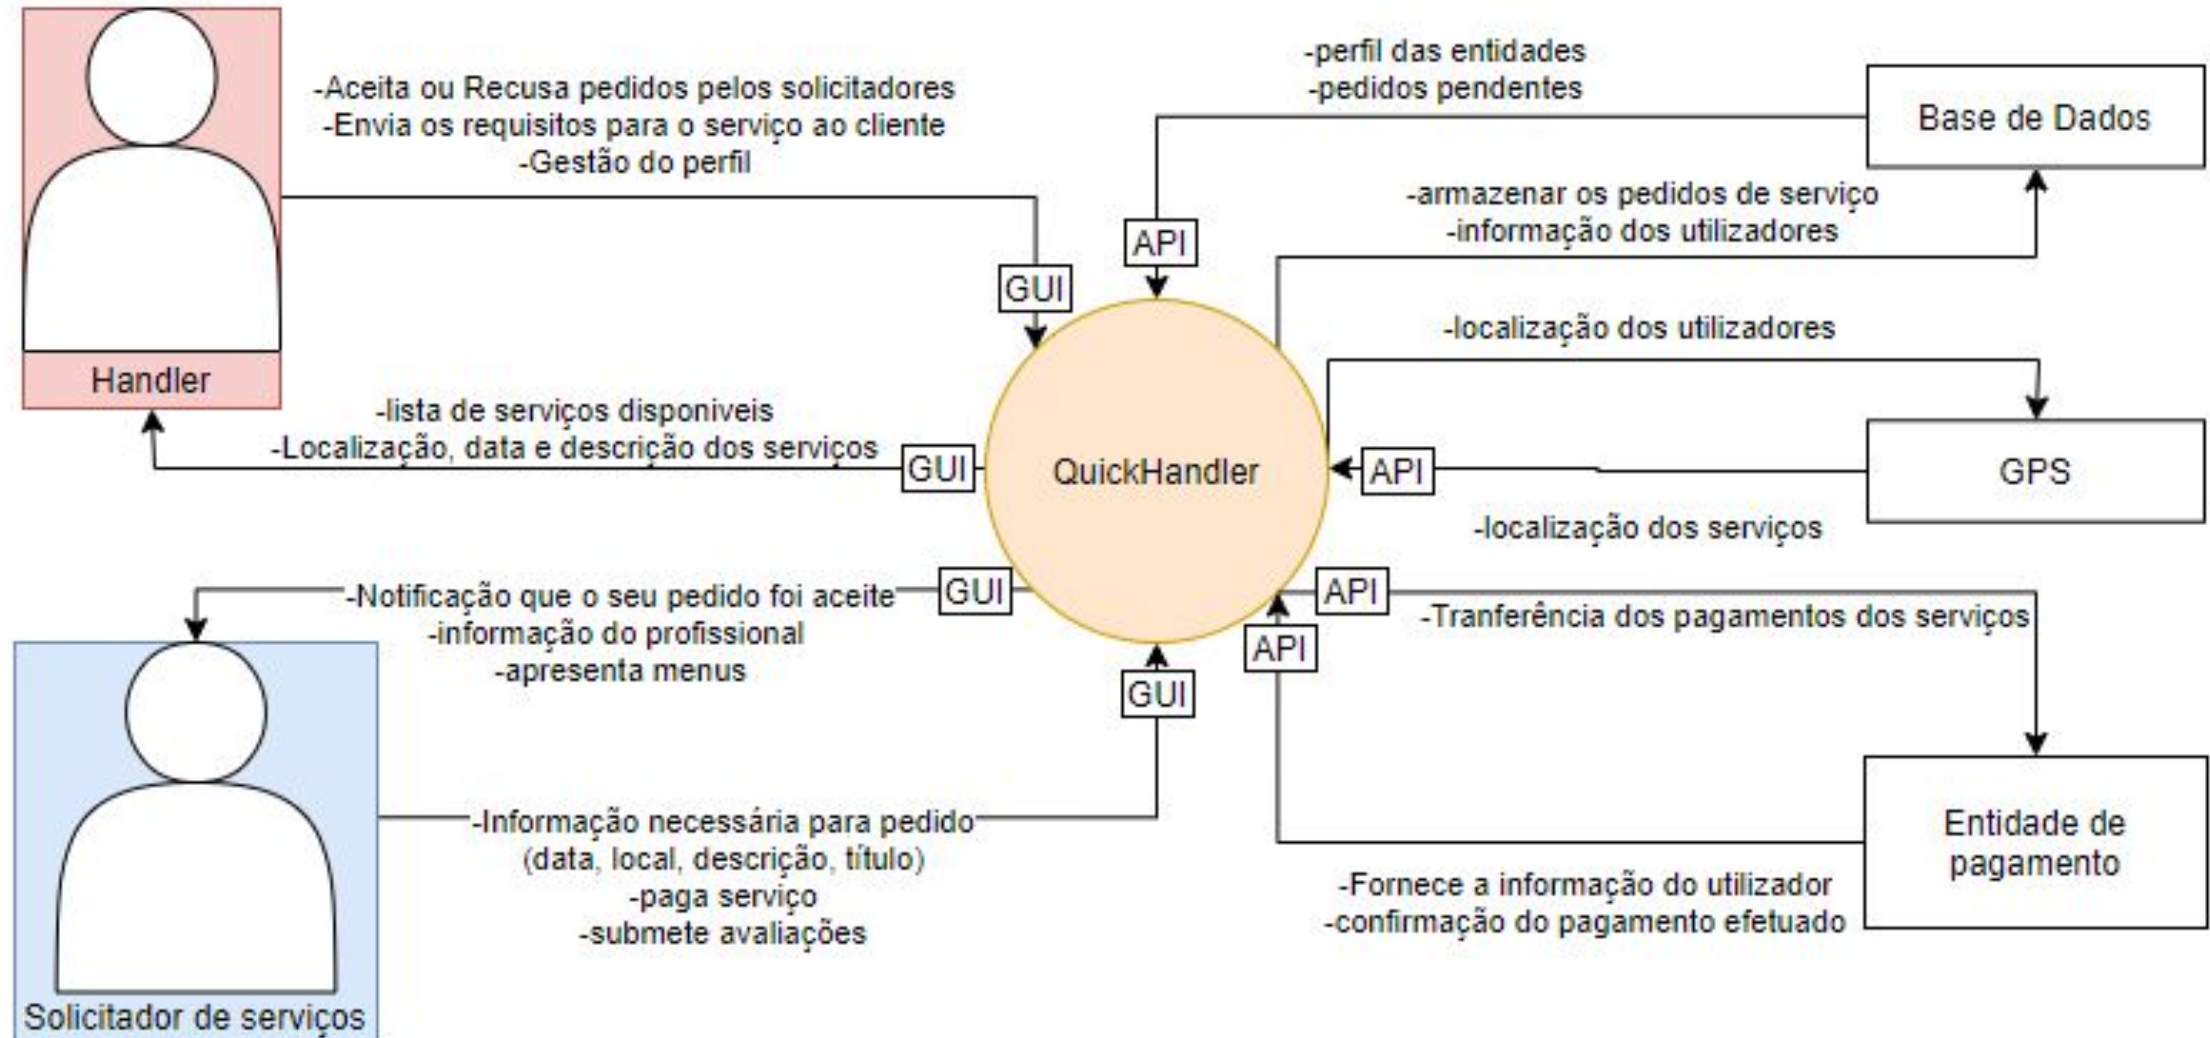 -Aceita ou Recusa pedidos pelos solicitadores
-Envia os requisitos para o serviço ao cliente
-Gestão do perfil
GUI
Handler
-lista de serviços disponiveis
-Localização, data e descrição dos serviços
GUI
-perfil das entidades
-pedidos pendentes
API
Base de Dados
-armazenar os pedidos de serviço
-informação dos utilizadores
-localização dos utilizadores
QuickHandler
API
GPS
-localização dos serviços
-Notificação que o seu pedido foi aceite
-informação do profissional
-apresenta menus
GUI
API
-Tranferência dos pagamentos dos serviços
API
GUI
-Informação necessária para pedido
(data, local, descrição, título)
-paga serviço
-submete avaliações
Entidade de
pagamento
-Fornece a informação do utilizador
-confirmação do pagamento efetuado
Solicitador de serviços